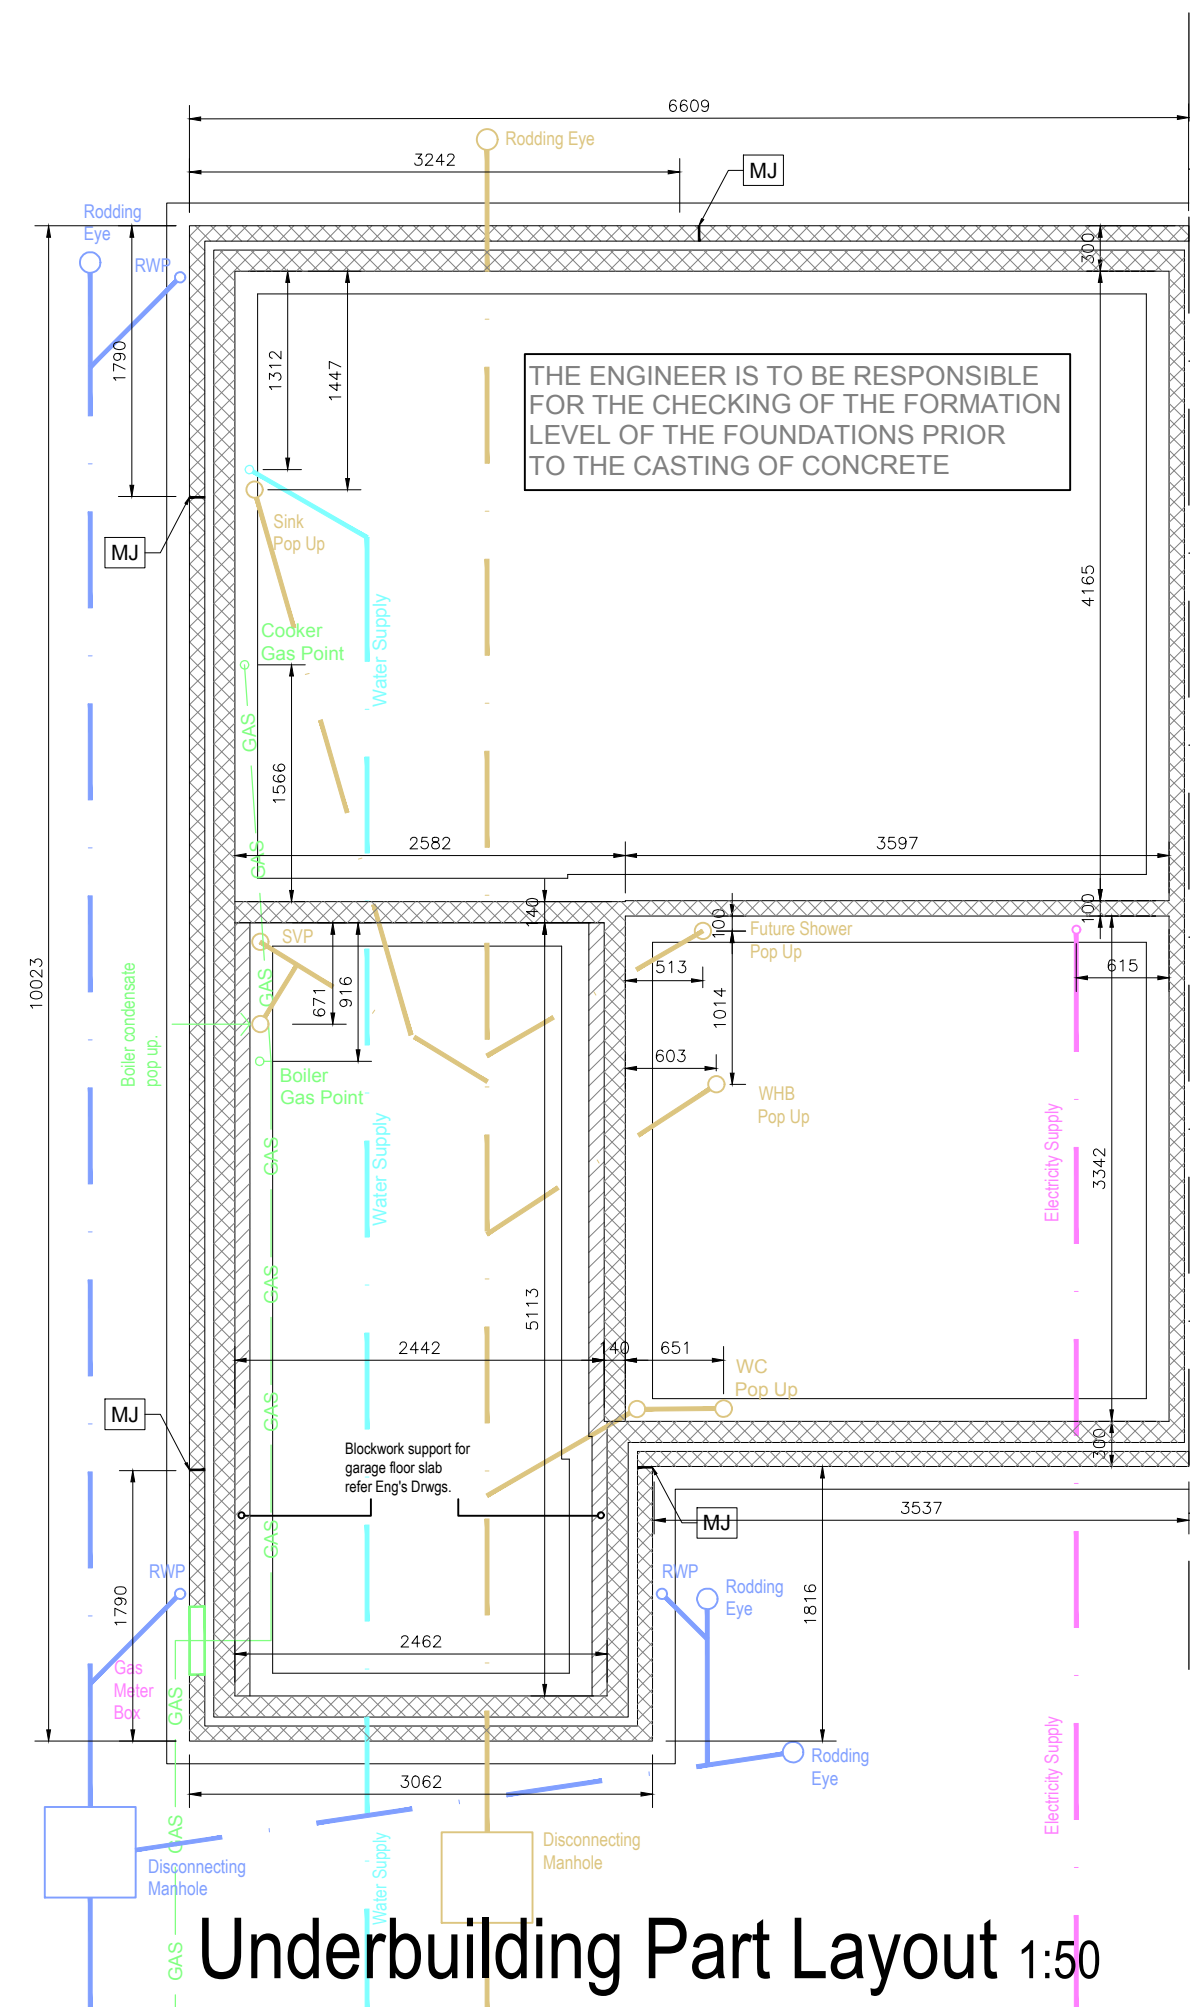 6609
Rodding Eye
3242
MJ
Rodding
Eye
RWP
300
1790
1312
1447
THE ENGINEER IS TO BE RESPONSIBLE
FOR THE CHECKING OF THE FORMATION
LEVEL OF THE FOUNDATIONS PRIOR
TO THE CASTING OF CONCRETE
Sink
Pop Up
MJ
4165
Water Supply
Cooker
Gas Point
GAS
1566
2582
3597
GAS
140
100
100
SVP
Future Shower
Pop Up
10023
513
615
GAS
671
916
1014
Boiler condensate
pop up.
603
Boiler
Gas Point
WHB
Pop Up
Water Supply
GAS
Electricity Supply
3342
GAS
5113
2442
140
651
WC
Pop Up
MJ
GAS
300
Blockwork support for
garage floor slab
refer Eng's Drwgs.
3537
MJ
GAS
RWP
RWP
Rodding
Eye
1790
1816
2462
Gas
Meter
Box
GAS
Electricity Supply
Rodding
Eye
3062
GAS
Disconnecting
Manhole
Disconnecting
Manhole
Water Supply
GAS
Underbuilding Part Layout 1:50